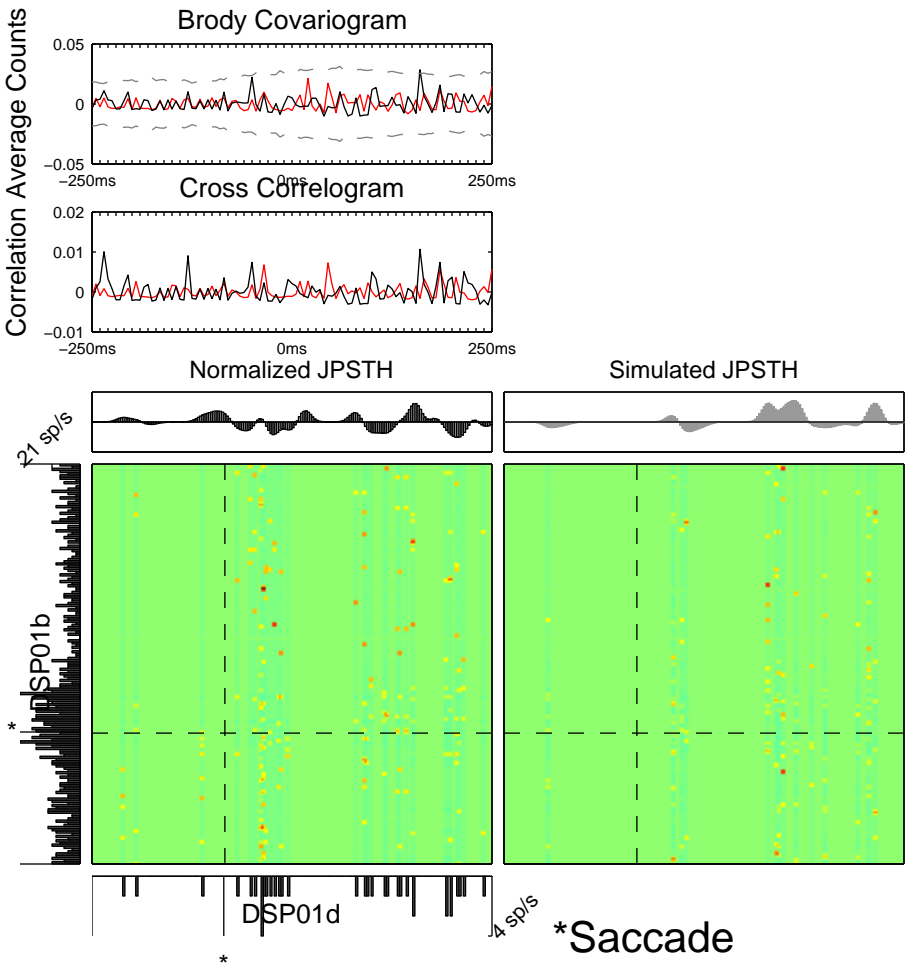 Brody Covariogram
Correlation Average Counts
0.05
0
−0.05
−250ms
0ms
250ms
Cross Correlogram
0.02
0.01
0
−0.01
−250ms
0ms
250ms
Normalized JPSTH
Simulated JPSTH
21 sp/s
DSP01b
*
DSP01d
4 sp/s
*
*Saccade